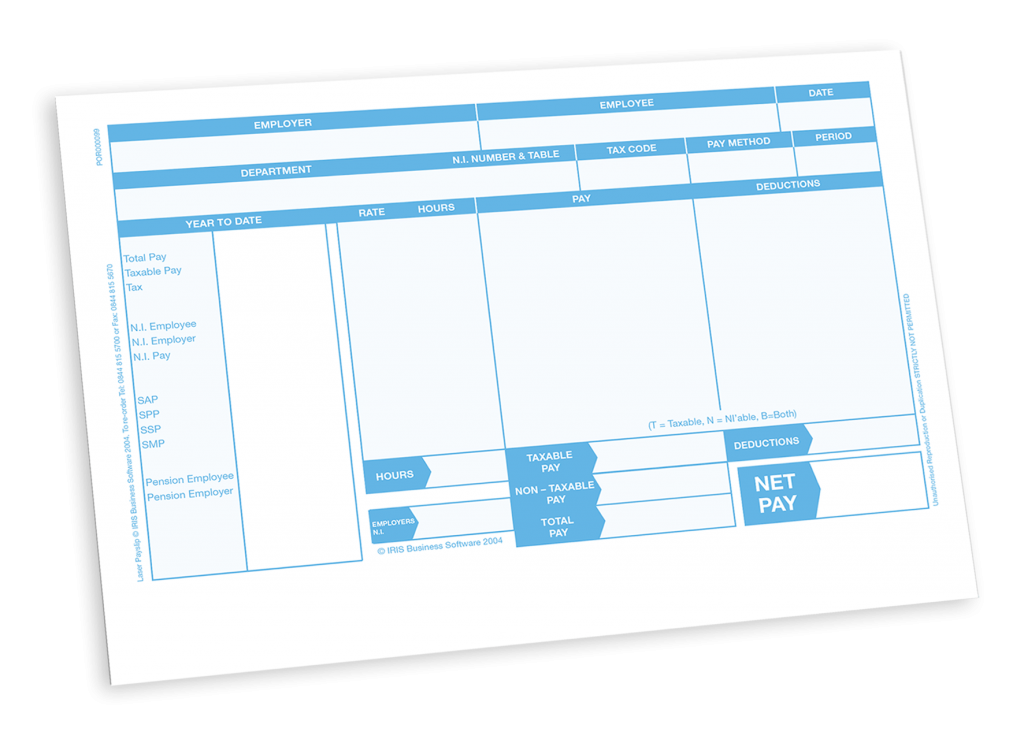 EMPLOYER EMPLOYEE DATE
DEPARTMENT N.I. NUMBER & TABLE TAX CODE PAY METHOD PERIOD
YEAR TO DATE RATE HOURS PAY DEDUCTIONS
Total Pay
Taxable Pay
Tax
N.I. Employee
N.I. Employer
N.I. Pay
SAP
SPP
SSP
SMP
Pension Employee
Pension Employer
(T = Taxable, N = NI'able, B=Both)
HOURS
TAXABLE
PAY
DEDUCTIONS
EMPLOYERS
N.I.
NON – TAXABLE
PAY
TOTAL
PAY
NET
PAY
© IRIS Business Software 2004
POR000099
Laser Payslip © IRIS Business Software 2004. To re-order Tel: 0844 815 5700 or Fax: 0844 815 5670
Unauthorised Reproduction or Duplication STRICTLY NOT PERMITTED